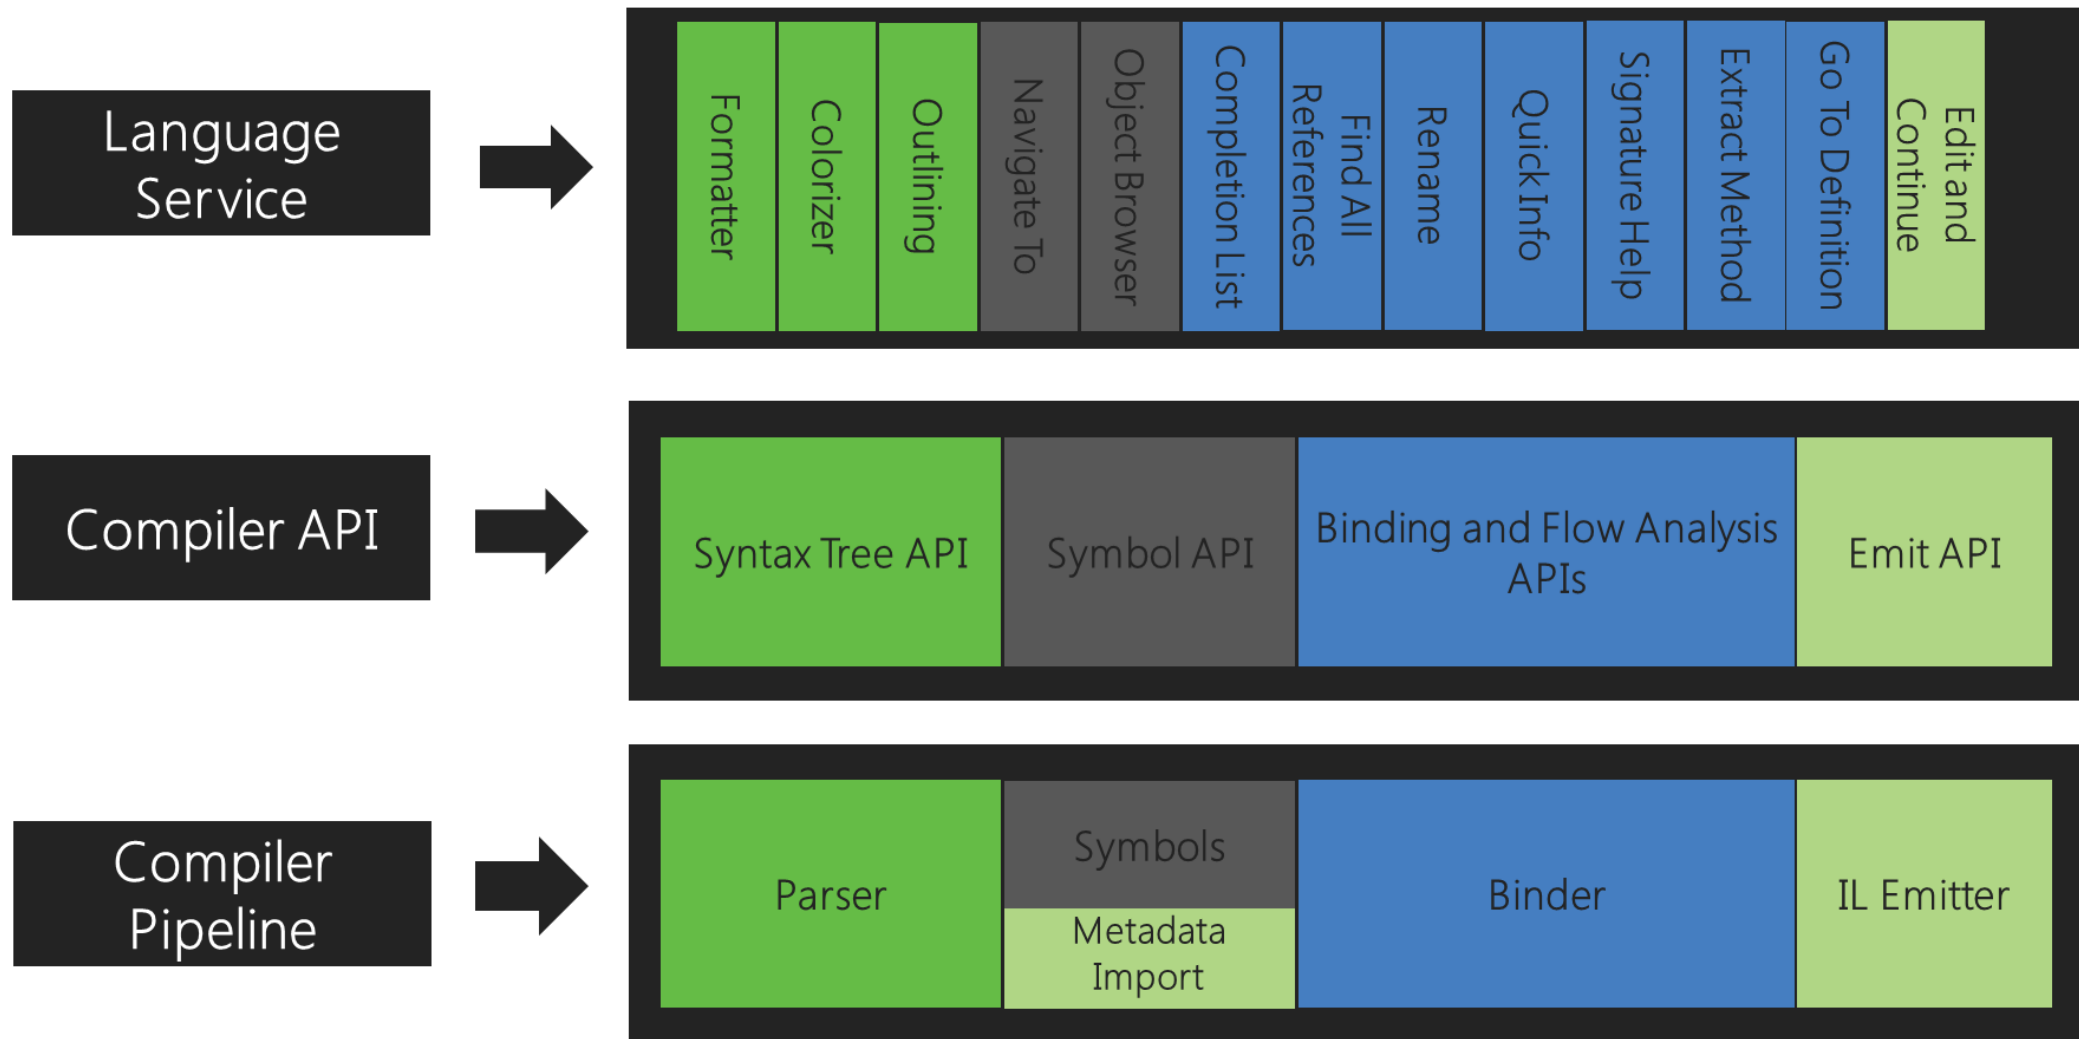 Language
Service
Formatter
Colorizer
Outlining
Navigate To
Object Browser
Completion List
Find All
References
Rename
Quick Info
Signature Help
Extract Method
Go To Definition
Edit and
Continue
Compiler API
Syntax Tree API
Symbol API
Binding and Flow Analysis
APIs
Emit API
Compiler
Pipeline
Parser
Symbols
Metadata
Import
Binder
IL Emitter